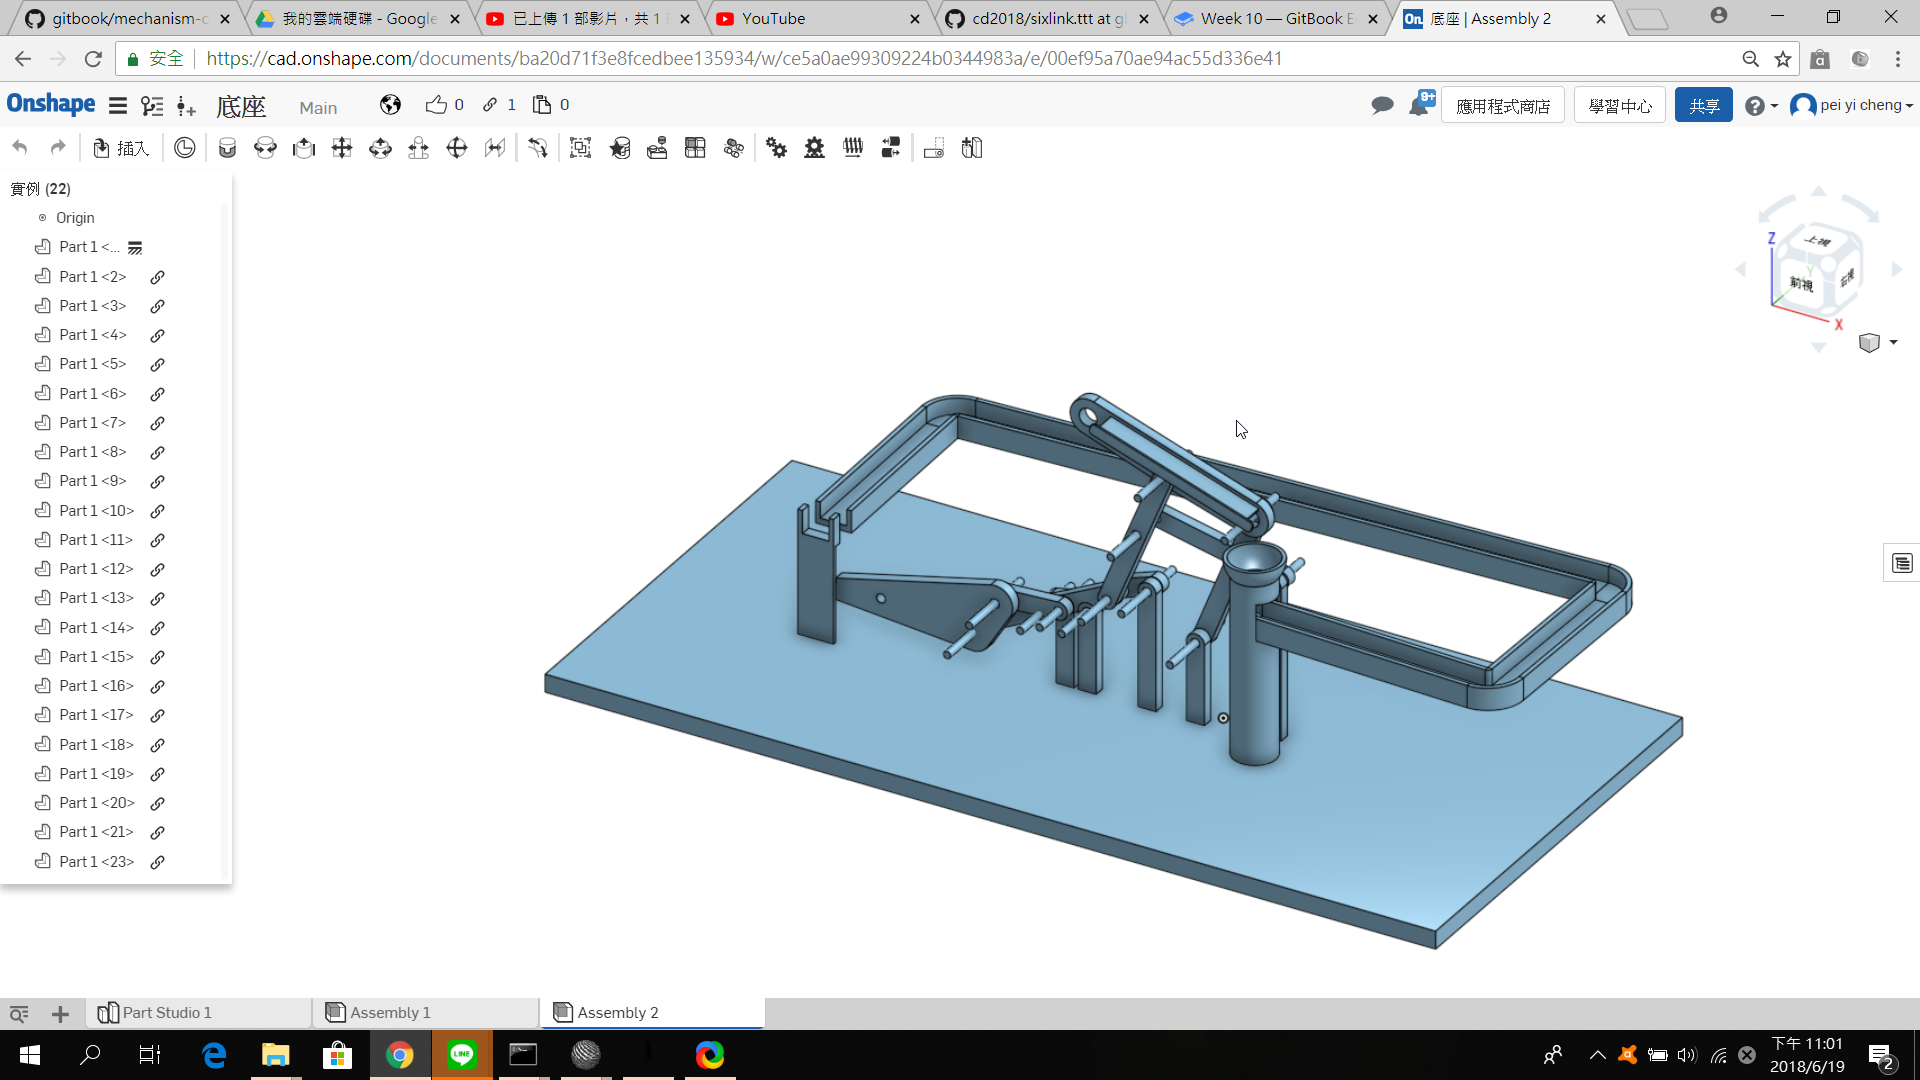 gitbook/mechanism-c
我的雲端硬碟 - Google
已上傳 1 部影片，共 1
YouTube
cd2018/sixlink.ttt at g
Week 10 — GitBook E
On. 底座 | Assembly 2
安全 https://cad.onshape.com/documents/ba20d71f3e8fcedbee135934/w/ce5a0ae99309224b0344983a/e/00ef95a70ae94ac55d336e41
Onshape 底座 Main 0 1 0 9+ 應用程式商店 學習中心 共享 pei yi cheng
插入
實例 (22)
Origin
Part 1 <...
Part 1 <2>
Part 1 <3>
Part 1 <4>
Part 1 <5>
Part 1 <6>
Part 1 <7>
Part 1 <8>
Part 1 <9>
Part 1 <10>
Part 1 <11>
Part 1 <12>
Part 1 <13>
Part 1 <14>
Part 1 <15>
Part 1 <16>
Part 1 <17>
Part 1 <18>
Part 1 <19>
Part 1 <20>
Part 1 <21>
Part 1 <23>
Z
上視
Y
前視
右視
X
Part Studio 1
Assembly 1
Assembly 2
LINE
下午 11:01
2018/6/19
2